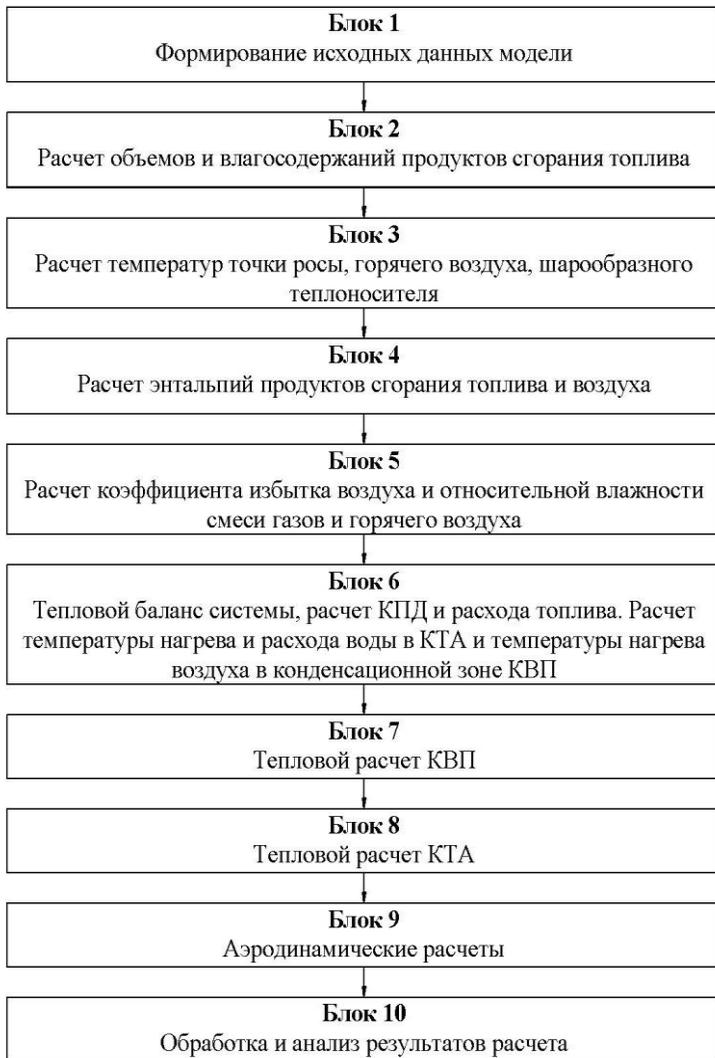 Блок 1
Формирование исходных данных модели
Блок 2
Расчет объемов и влагосодержаний продуктов сгорания топлива
Блок 3
Расчет температур точки росы, горячего воздуха, шарообразного
теплоносителя
Блок 4
Расчет энтальпий продуктов сгорания топлива и воздуха
Блок 5
Расчет коэффициента избытка воздуха и относительной влажности
смеси газов и горячего воздуха
Блок 6
Тепловой баланс системы, расчет КПД и расхода топлива. Расчет
температуры нагрева и расхода воды в КТА и температуры нагрева
воздуха в конденсационной зоне КВП
Блок 7
Тепловой расчет КВП
Блок 8
Тепловой расчет КТА
Блок 9
Аэродинамические расчеты
Блок 10
Обработка и анализ результатов расчета